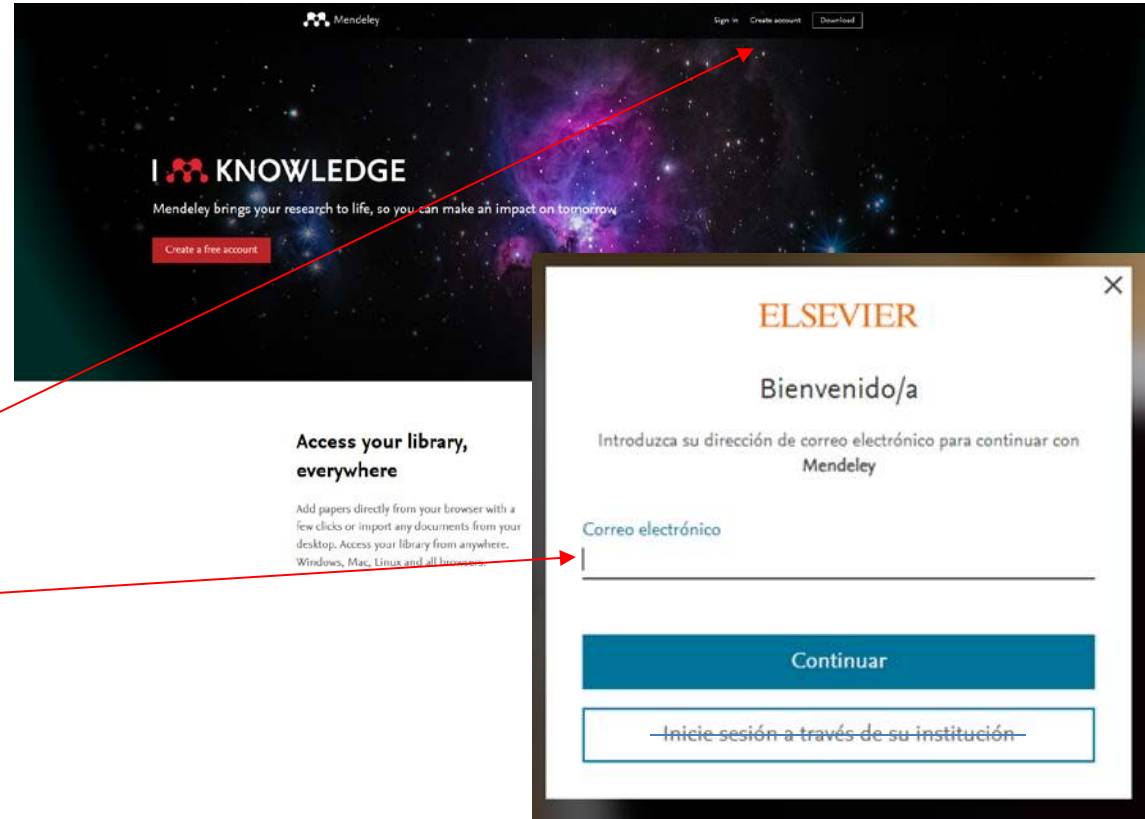 Mendeley
Sign in Create account Download
I KNOWLEDGE
Mendeley brings your research to life, so you can make an impact on tomorrow
Create a free account
Access your library,
everywhere
Add papers directly from your browser with a
few clicks or import any documents from your
desktop. Access your library from anywhere.
Windows, Mac, Linux and all browsers.
ELSEVIER
Bienvenido/a
Introduzca su dirección de correo electrónico para continuar con
Mendeley
Correo electrónico
Continuar
Inicie sesión a través de su institución